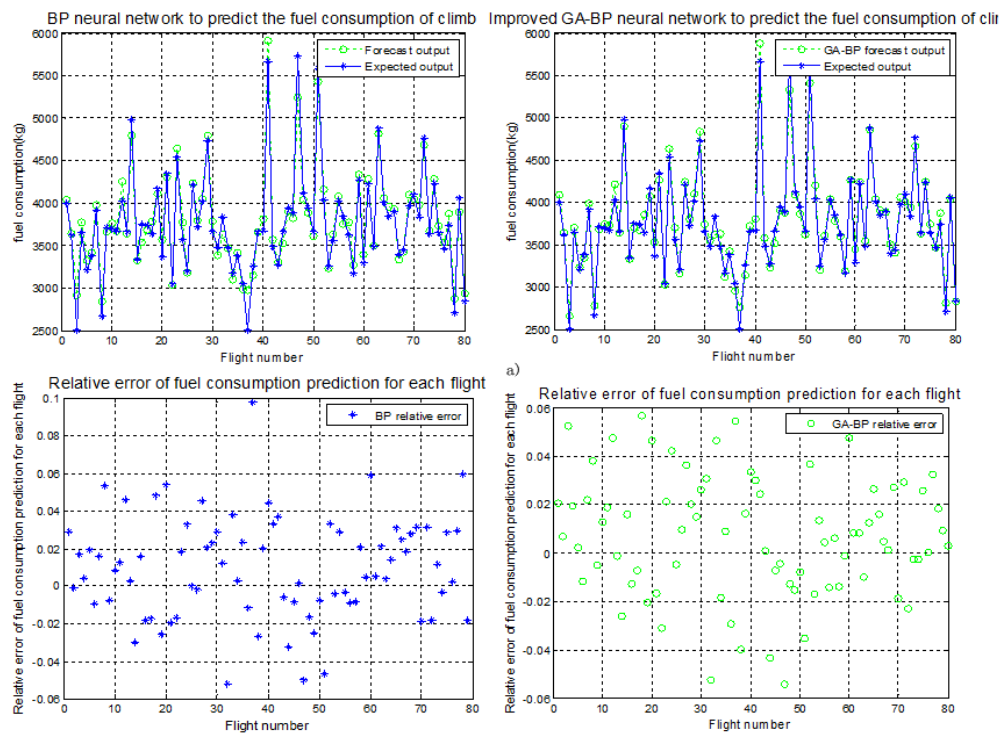 BP neural network to predict the fuel consumption of climb
6000
5500
5000
4500
4000
3500
3000
2500
fuel consumption(kg)
Forecast output
Expected output
0 10 20 30 40 50 60 70 80
Flight number
Improved GA-BP neural network to predict the fuel consumption of cli
6000
5500
5000
4500
4000
3500
3000
2500
fuel consumption(kg)
GA-BP forecast output
Expected output
0 10 20 30 40 50 60 70 80
Flight number
a)
Relative error of fuel consumption prediction for each flight
0.1
0.08
0.06
0.04
0.02
0
-0.02
-0.04
-0.06
Relative error of fuel consumption prediction for each flight
BP relative error
0 10 20 30 40 50 60 70 80
Flight number
Relative error of fuel consumption prediction for each flight
0.06
0.04
0.02
0
-0.02
-0.04
-0.06
Relative error of fuel consumption prediction for each flight
GA-BP relative error
0 10 20 30 40 50 60 70 80
Flight number